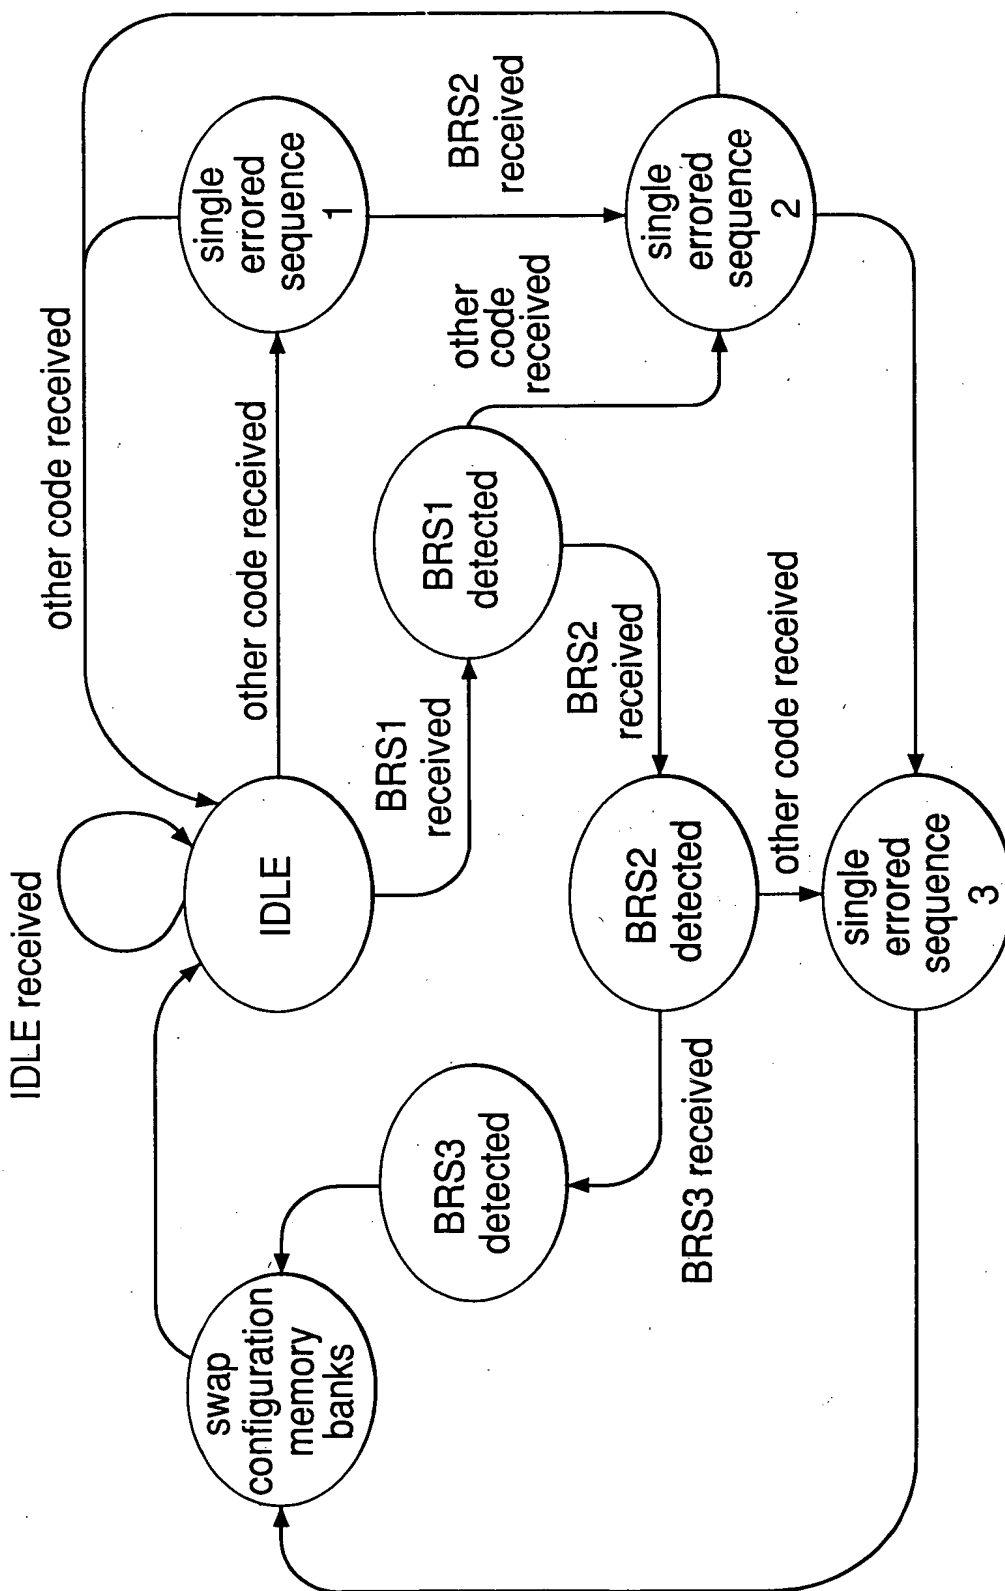 IDLE received
other code received
other code received
single
errored
sequence
1
BRS2
received
IDLE
BRS1
received
BRS1
detected
other
code
received
single
errored
sequence
2
swap
configuration
memory
banks
BRS3
detected
BRS2
received
BRS2
detected
BRS3 received
other code received
single
errored
sequence
3